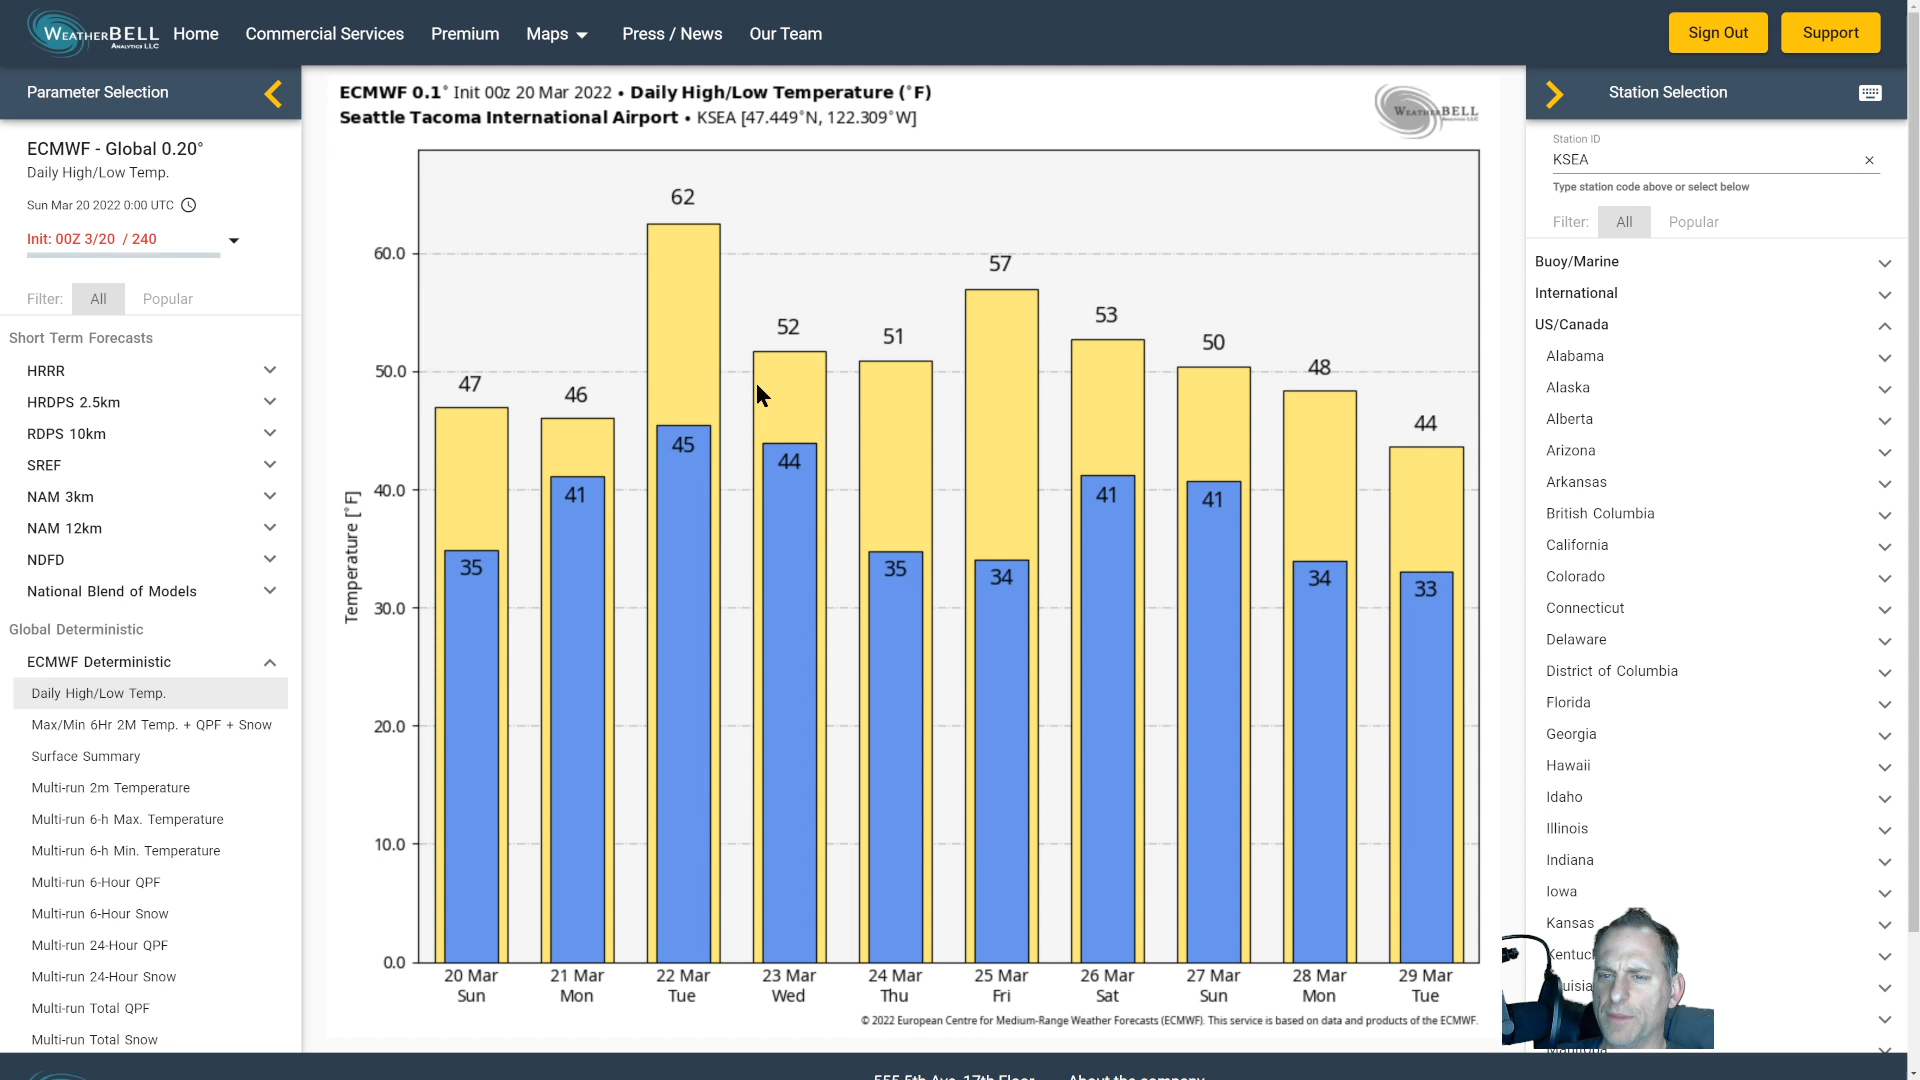 WEATHERBELL
ANALYTICS LLC
Home
Commercial Services
Premium
Maps
Press / News
Our Team
Sign Out
Support
Parameter Selection
ECMWF - Global 0.20°
Daily High/Low Temp.
Sun Mar 20 2022 0:00 UTC
Init: 00Z 3/20 / 240
Filter: All Popular
Short Term Forecasts
HRRR
HRDPS 2.5km
RDPS 10km
SREF
NAM 3km
NAM 12km
NDFD
National Blend of Models
Global Deterministic
ECMWF Deterministic
Daily High/Low Temp.
Max/Min 6Hr 2M Temp. + QPF + Snow
Surface Summary
Multi-run 2m Temperature
Multi-run 6-h Max. Temperature
Multi-run 6-h Min. Temperature
Multi-run 6-Hour QPF
Multi-run 6-Hour Snow
Multi-run 24-Hour QPF
Multi-run 24-Hour Snow
Multi-run Total QPF
Multi-run Total Snow
ECMWF 0.1° Init 00z 20 Mar 2022 • Daily High/Low Temperature (°F)
Seattle Tacoma International Airport • KSEA [47.449°N, 122.309°W]
WEATHERBELL
Temperature [°F]
60.0
50.0
40.0
30.0
20.0
10.0
0.0
47
46
62
52
51
57
53
50
48
44
35
41
45
44
35
34
41
41
34
33
20 Mar
Sun
21 Mar
Mon
22 Mar
Tue
23 Mar
Wed
24 Mar
Thu
25 Mar
Fri
26 Mar
Sat
27 Mar
Sun
28 Mar
Mon
29 Mar
Tue
© 2022 European Centre for Medium-Range Weather Forecasts (ECMWF). This service is based on data and products of the ECMWF.
Station Selection
Station ID
KSEA
Type station code above or select below
Filter: All Popular
Buoy/Marine
International
US/Canada
Alabama
Alaska
Alberta
Arizona
Arkansas
British Columbia
California
Colorado
Connecticut
Delaware
District of Columbia
Florida
Georgia
Hawaii
Idaho
Illinois
Indiana
Iowa
Kansas